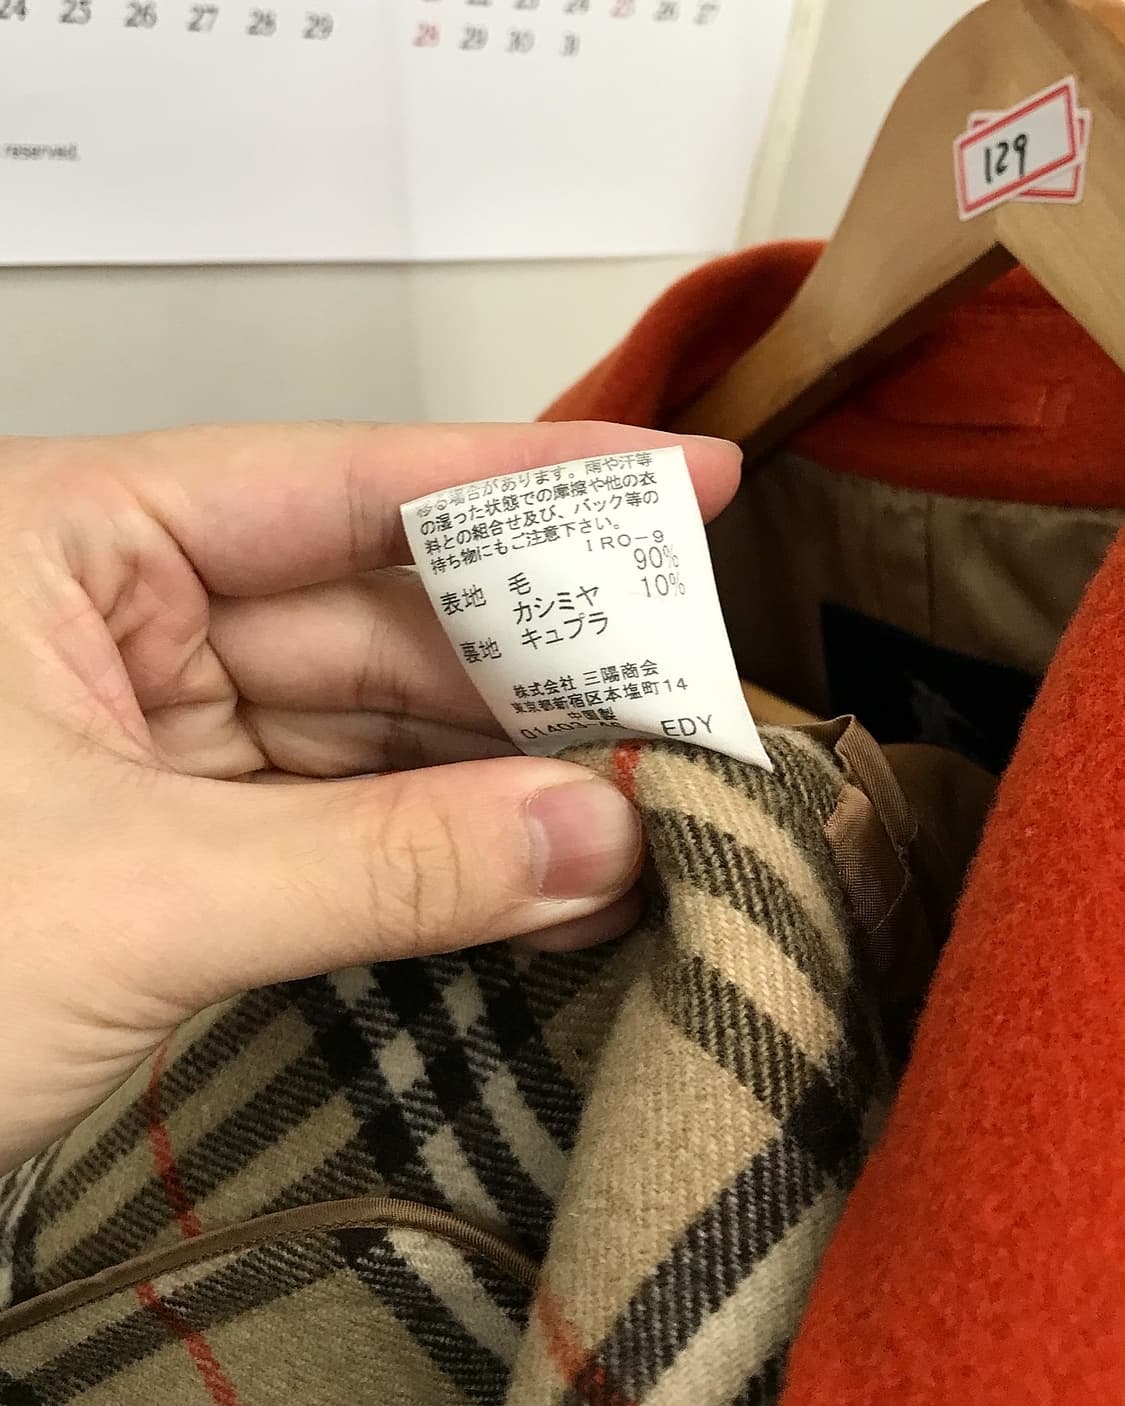 24 25 26 27 28 29
25 26 27
28 29 30 31
reserved.
129
移る場合があります。雨や汗等
の湿った状態での摩擦や他の衣
料との組合せ及び、バック等の
持ち物にもご注意下さい。
IRO-9
表地 毛 90%
カシミヤ 10%
裏地 キュプラ
株式会社 三陽商会
東京都新宿区本塩町14
中国製
EDY